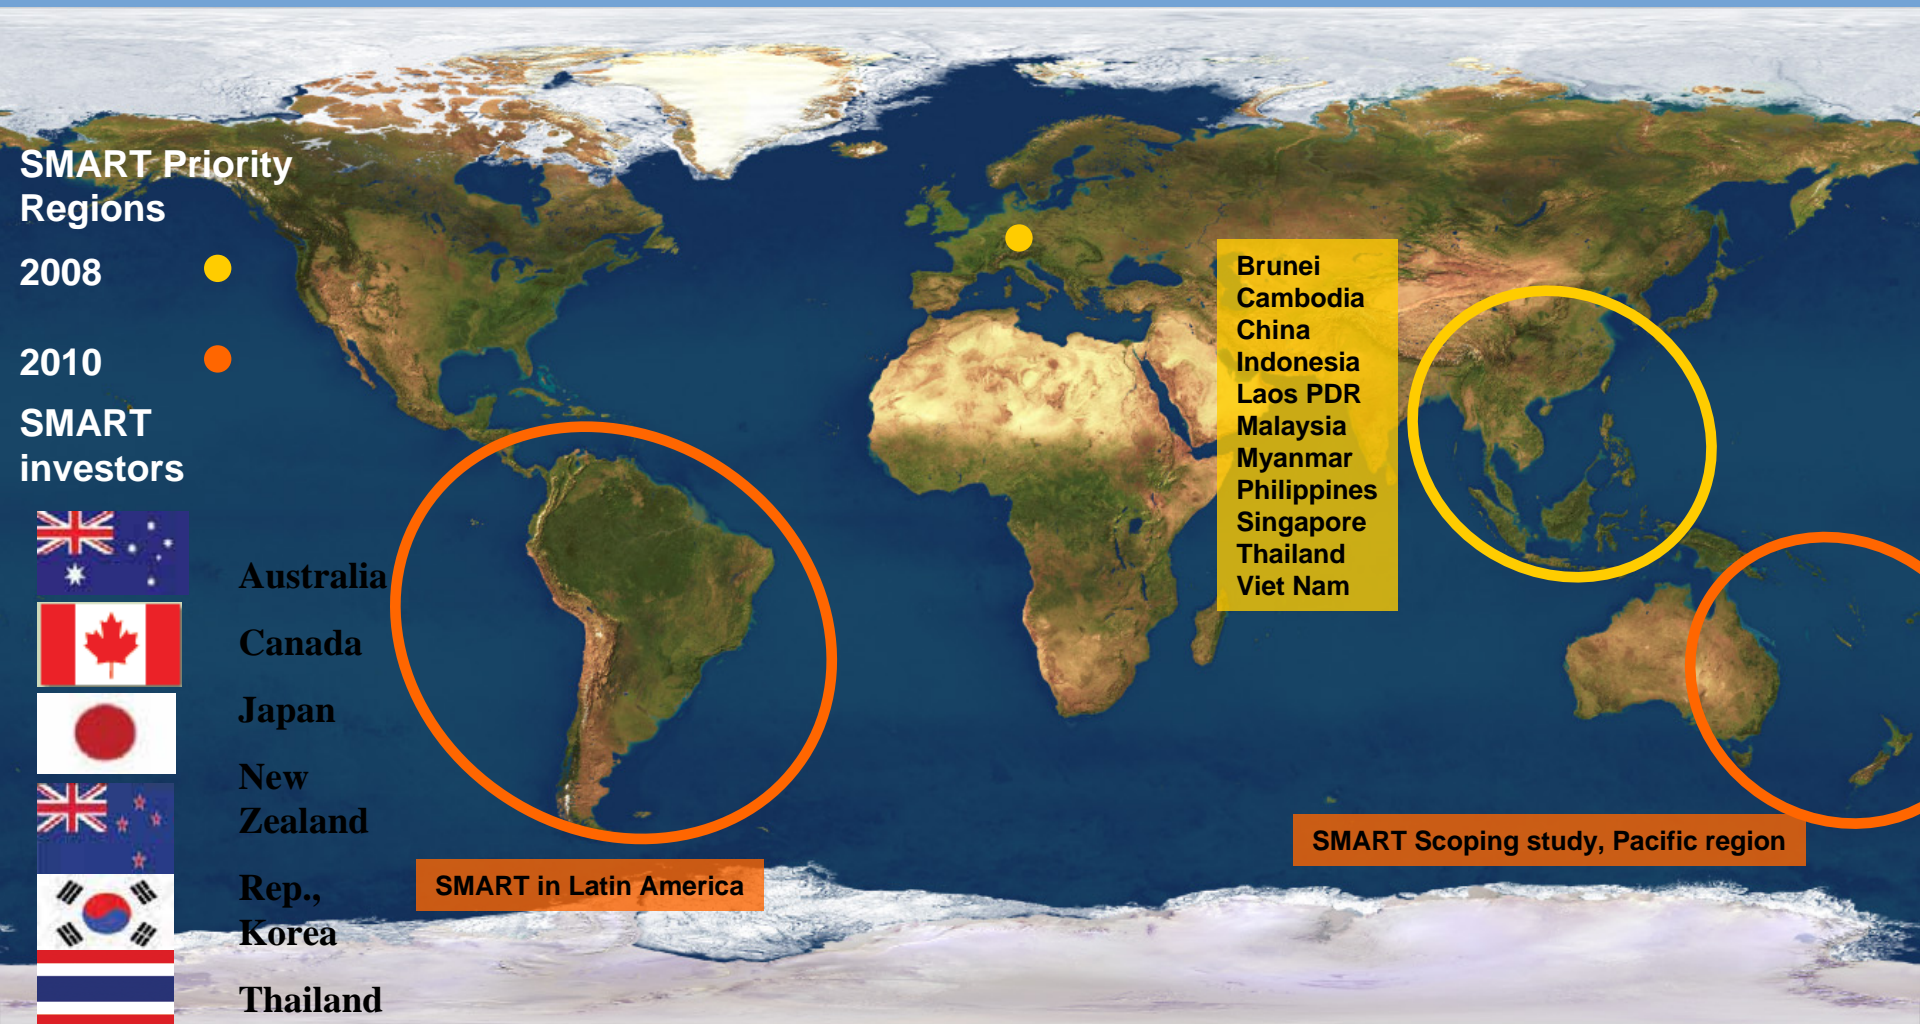 SMART Priority
Regions
2008
2010
SMART
investors
Australia
Canada
Japan
New
Zealand
Rep.,
Korea
Thailand
Brunei
Cambodia
China
Indonesia
Laos PDR
Malaysia
Myanmar
Philippines
Singapore
Thailand
Viet Nam
SMART in Latin America
SMART Scoping study, Pacific region